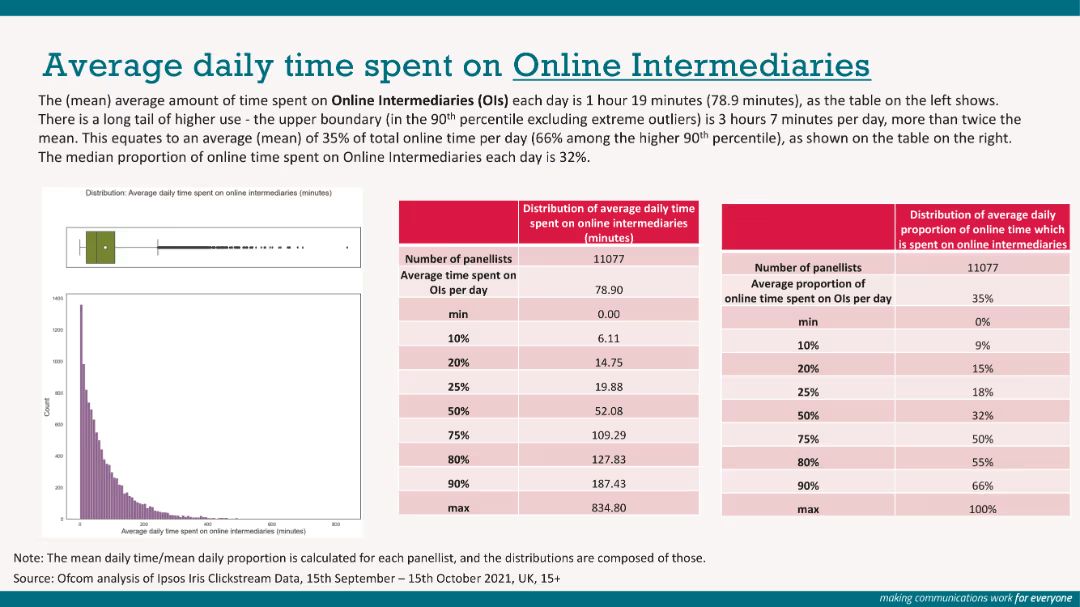 Average daily time spent on Online Intermediaries
The (mean) average amount of time spent on Online Intermediaries (OIs) each day is 1 hour 19 minutes (78.9 minutes), as the table on the left shows.
There is a long tail of higher use - the upper boundary (in the 90th percentile excluding extreme outliers) is 3 hours 7 minutes per day, more than twice the
mean. This equates to an average (mean) of 35% of total online time per day (66% among the higher 90th percentile), as shown on the table on the right.
The median proportion of online time spent on Online Intermediaries each day is 32%.
Distribution: Average daily time spent on online intermediaries (minutes)
1400
1200
1000
800
600
400
200
0
Count
0 200 400 600 800
Average daily time spent on online intermediaries (minutes)
Distribution of average daily time
spent on online intermediaries
(minutes)
Number of panellists 11077
Average time spent on
OIs per day 78.90
min 0.00
10% 6.11
20% 14.75
25% 19.88
50% 52.08
75% 109.29
80% 127.83
90% 187.43
max 834.80
Distribution of average daily
proportion of online time which
is spent on online intermediaries
Number of panellists 11077
Average proportion of
online time spent on OIs per day 35%
min 0%
10% 9%
20% 15%
25% 18%
50% 32%
75% 50%
80% 55%
90% 66%
max 100%
Note: The mean daily time/mean daily proportion is calculated for each panellist, and the distributions are composed of those.
Source: Ofcom analysis of Ipsos Iris Clickstream Data, 15th September – 15th October 2021, UK, 15+
making communications work for everyone